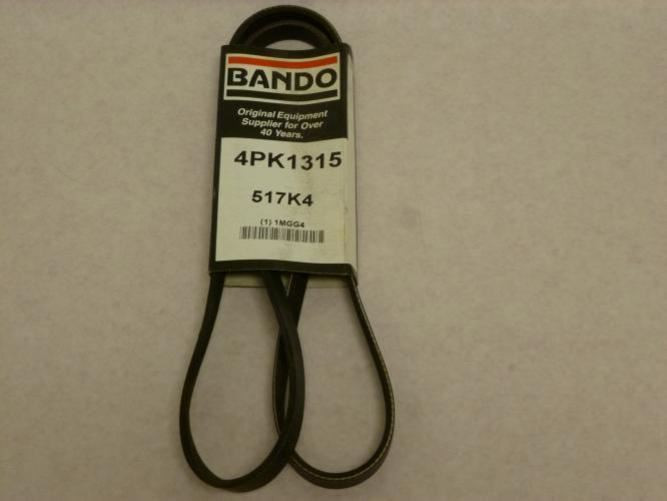 BANDO
Original Equipment
Supplier for Over
40 Years.
4PK1315
517K4
(1) 1MGG4